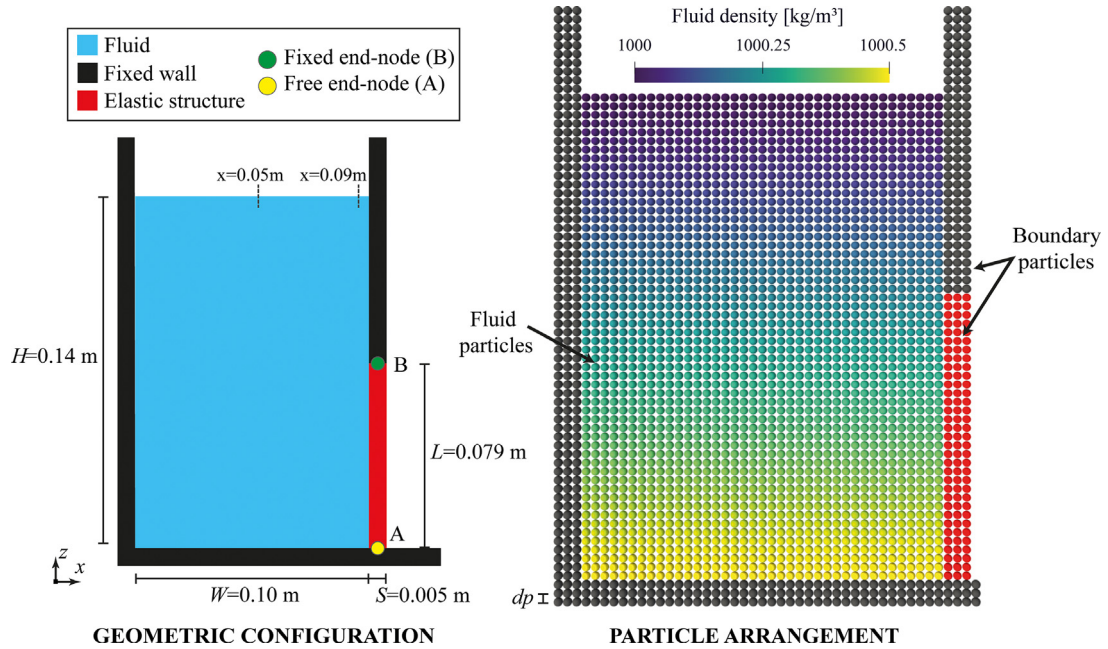 Fluid
Fixed wall
Elastic structure
Fixed end-node (B)
Free end-node (A)
x=0.05m
x=0.09m
H=0.14 m
B
L=0.079 m
A
z
x
W=0.10 m
S=0.005 m
GEOMETRIC CONFIGURATION
Fluid density [kg/m³]
1000
1000.25
1000.5
Boundary
particles
Fluid
particles
dp
PARTICLE ARRANGEMENT